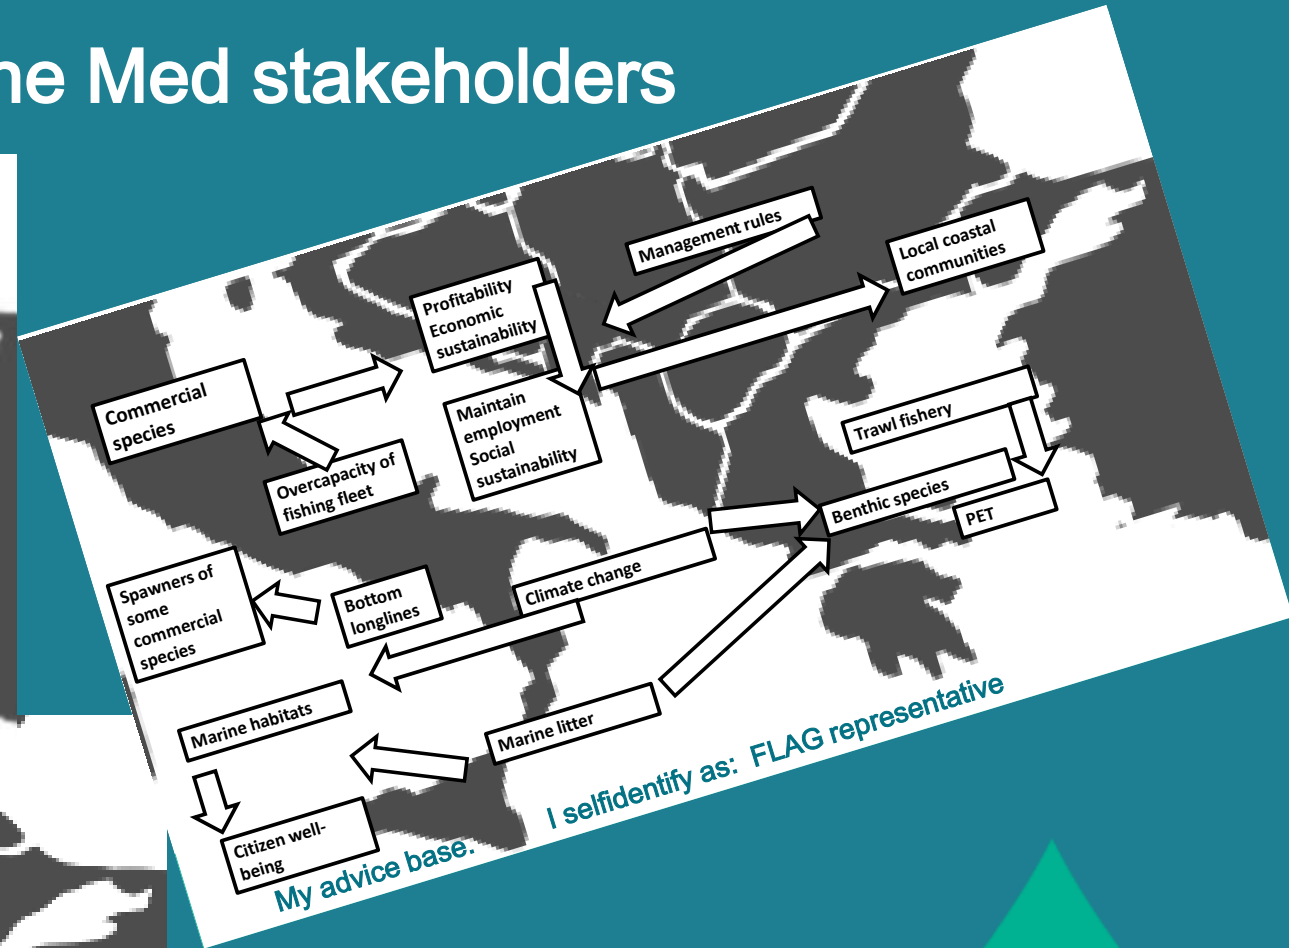 ne Med stakeholders
Management rules
Local coastal
communities
Profitability
Economic
sustainability
Commercial
species
Maintain
employment
Social
sustainability
Trawl fishery
Overcapacity of
fishing fleet
Benthic species
PET
Climate change
Spawners of
some
commercial
species
Bottom
longlines
Marine habitats
Marine litter
Citizen well-
being
My advice base.
I selfidentify as: FLAG representative